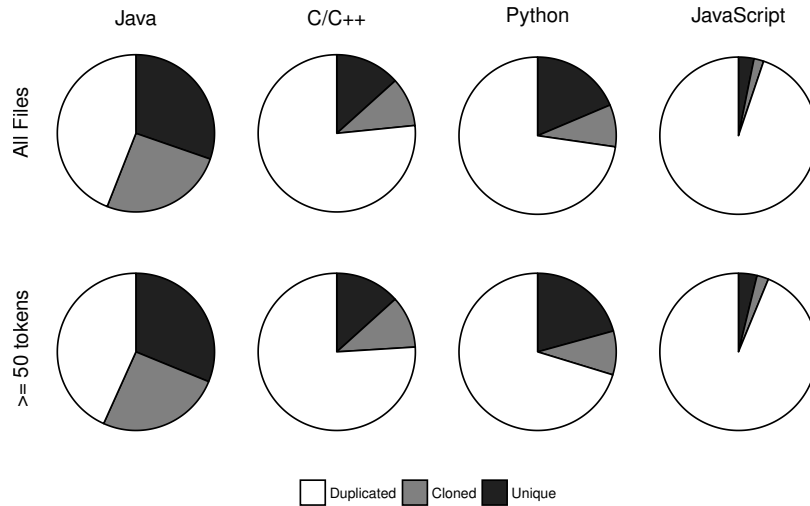 Java C/C++ Python JavaScript
All Files
>= 50 tokens
Duplicated Cloned Unique